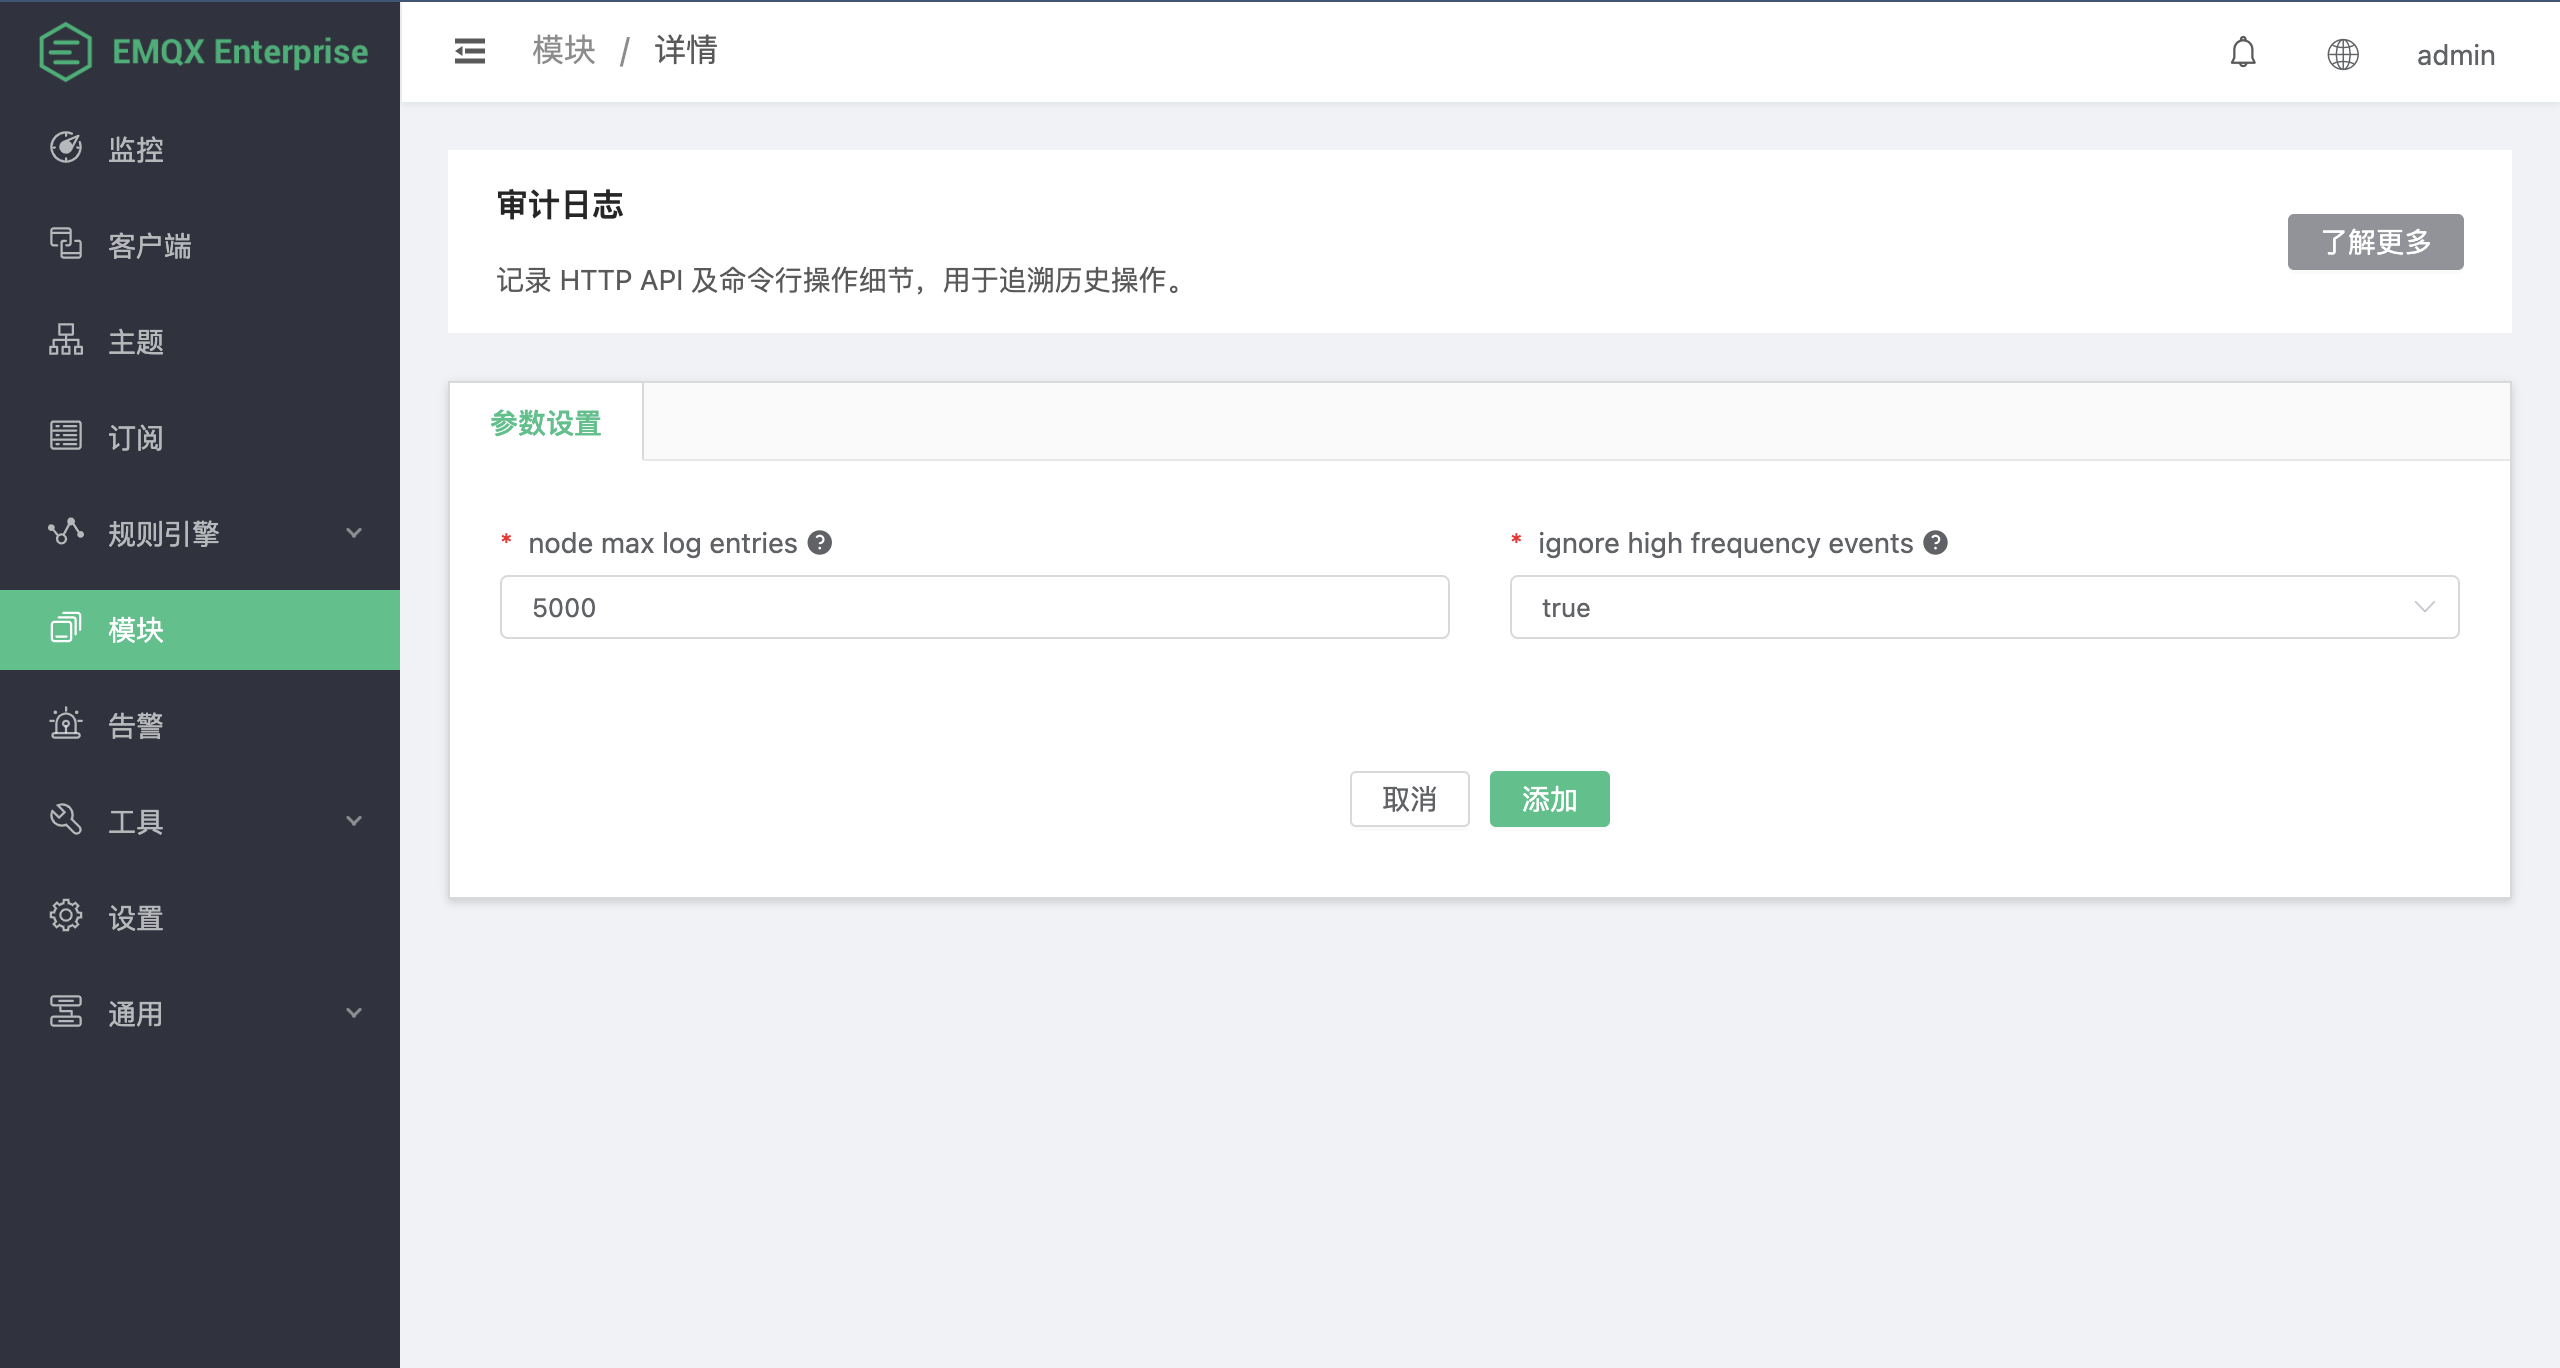 EMQX Enterprise
监控
客户端
主题
订阅
规则引擎
模块
告警
工具
设置
通用
模块 / 详情
admin
审计日志
记录 HTTP API 及命令行操作细节，用于追溯历史操作。
了解更多
参数设置
* node max log entries ?
5000
* ignore high frequency events ?
true
取消
添加